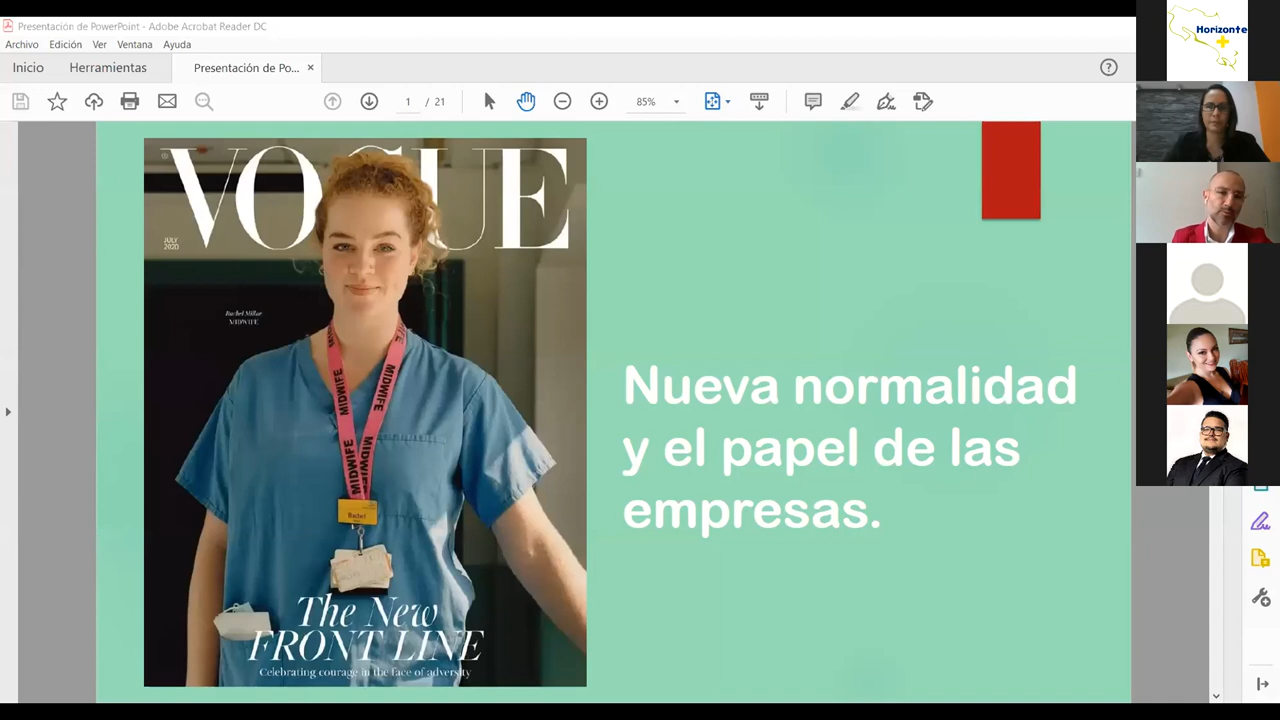 Presentación de PowerPoint - Adobe Acrobat Reader DC
Archivo Edición Ver Ventana Ayuda
Inicio Herramientas Presentación de Po... ×
1 / 21 85%
Horizonte
VOGUE
JULY
2020
Rachel Millar
MIDWIFE
MIDWIFE
MIDWIFE
MIDWIFE
MIDWIFE
Rachel
The New
FRONT LINE
Celebrating courage in the face of adversity
Nueva normalidad
y el papel de las
empresas.